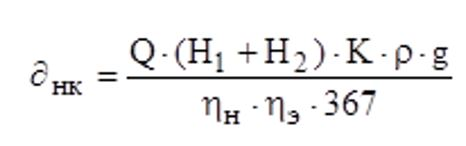 ∂нк = Q · (H₁ + H₂) · K · ρ · g / ηн · ηэ · 367